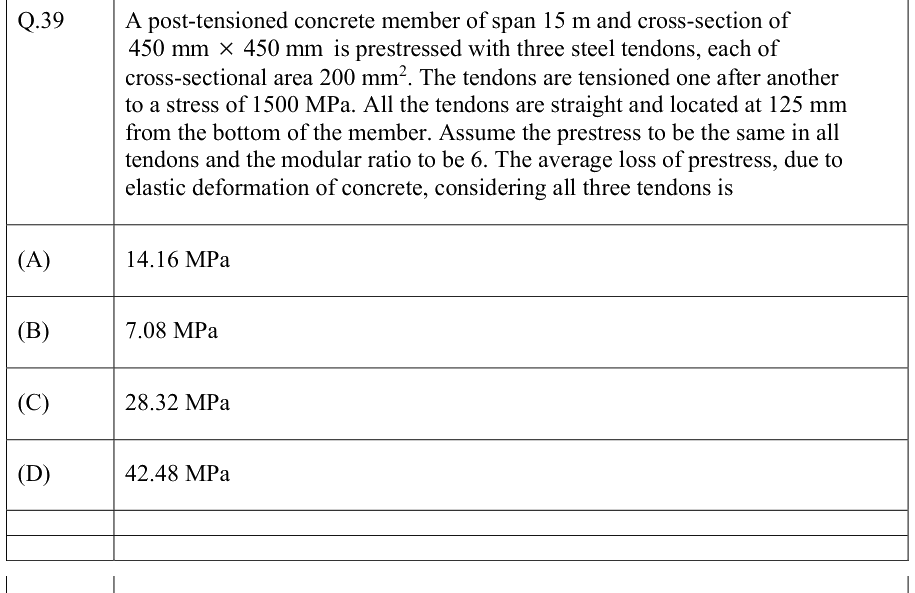 Q.39 A post-tensioned concrete member of span 15 m and cross-section of
450 mm × 450 mm is prestressed with three steel tendons, each of
cross-sectional area 200 mm². The tendons are tensioned one after another
to a stress of 1500 MPa. All the tendons are straight and located at 125 mm
from the bottom of the member. Assume the prestress to be the same in all
tendons and the modular ratio to be 6. The average loss of prestress, due to
elastic deformation of concrete, considering all three tendons is
(A) 14.16 MPa
(B) 7.08 MPa
(C) 28.32 MPa
(D) 42.48 MPa